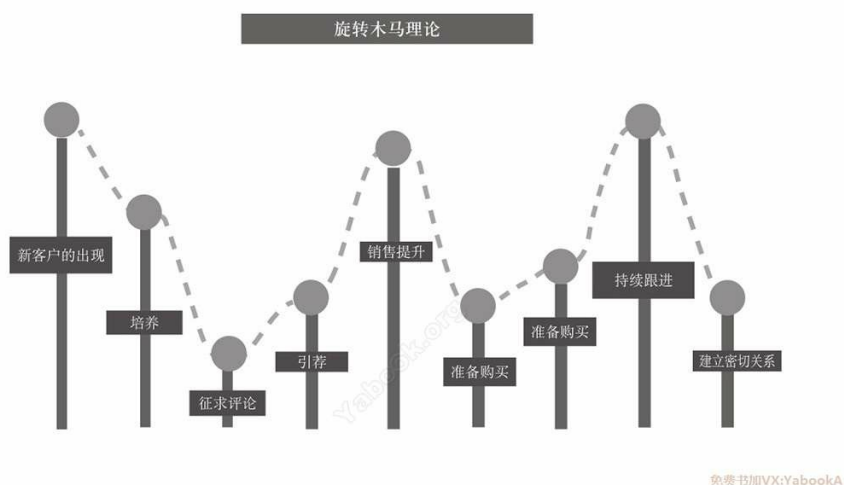 旋转木马理论
新客户的出现
培养
征求评论
引荐
销售提升
准备购买
准备购买
持续跟进
建立密切关系
Yabook.org
免费书加VX:YabookA